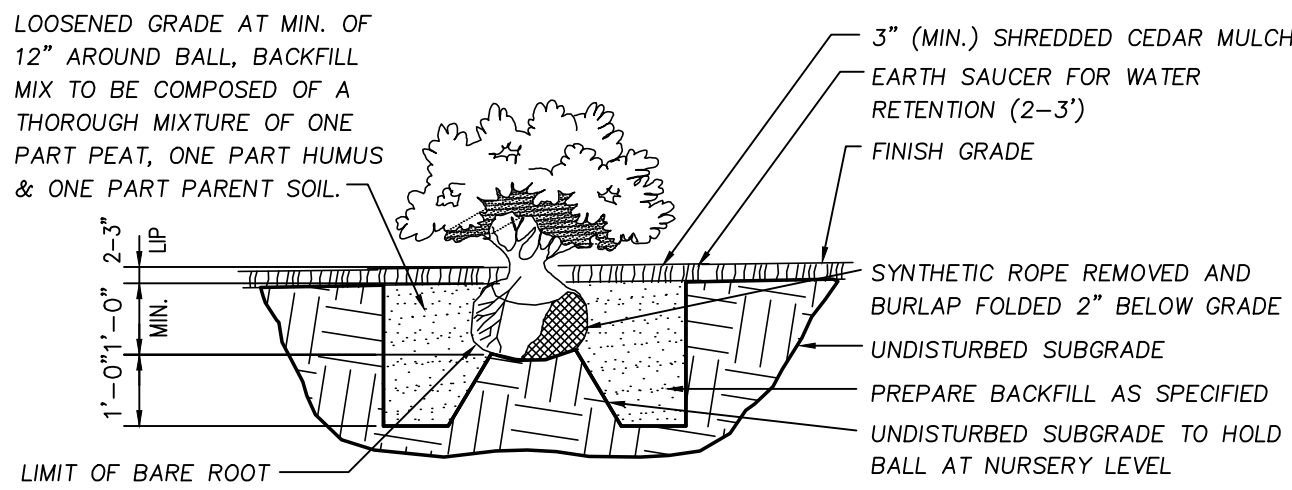 LOOSENED GRADE AT MIN. OF
12" AROUND BALL, BACKFILL
MIX TO BE COMPOSED OF A
THOROUGH MIXTURE OF ONE
PART PEAT, ONE PART HUMUS
& ONE PART PARENT SOIL.
2-3"
LIP
1'-0"
MIN.
1'-0"
LIMIT OF BARE ROOT
3" (MIN.) SHREDDED CEDAR MULCH
EARTH SAUCER FOR WATER
RETENTION (2-3')
FINISH GRADE
SYNTHETIC ROPE REMOVED AND
BURLAP FOLDED 2" BELOW GRADE
UNDISTURBED SUBGRADE
PREPARE BACKFILL AS SPECIFIED
UNDISTURBED SUBGRADE TO HOLD
BALL AT NURSERY LEVEL